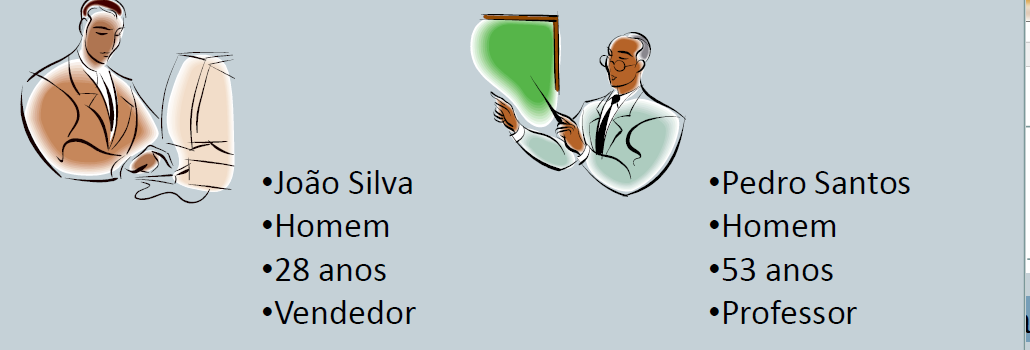 •João Silva
•Homem
•28 anos
•Vendedor
•Pedro Santos
•Homem
•53 anos
•Professor